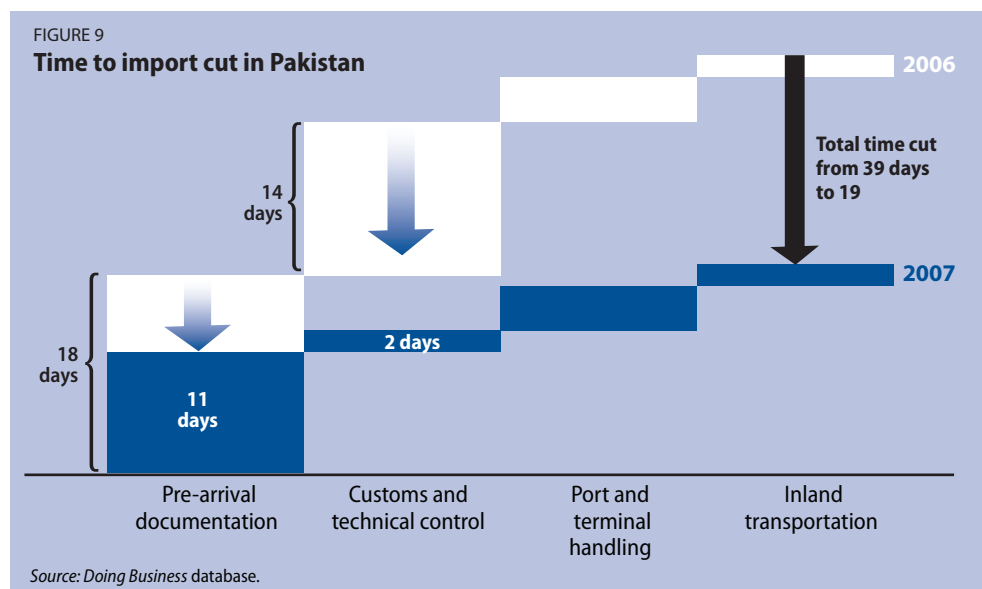 FIGURE 9
Time to import cut in Pakistan
2006
Total time cut
from 39 days
to 19
14
days
2007
2 days
18
days
11
days
Pre-arrival
documentation
Customs and
technical control
Port and
terminal
handling
Inland
transportation
Source: Doing Business database.